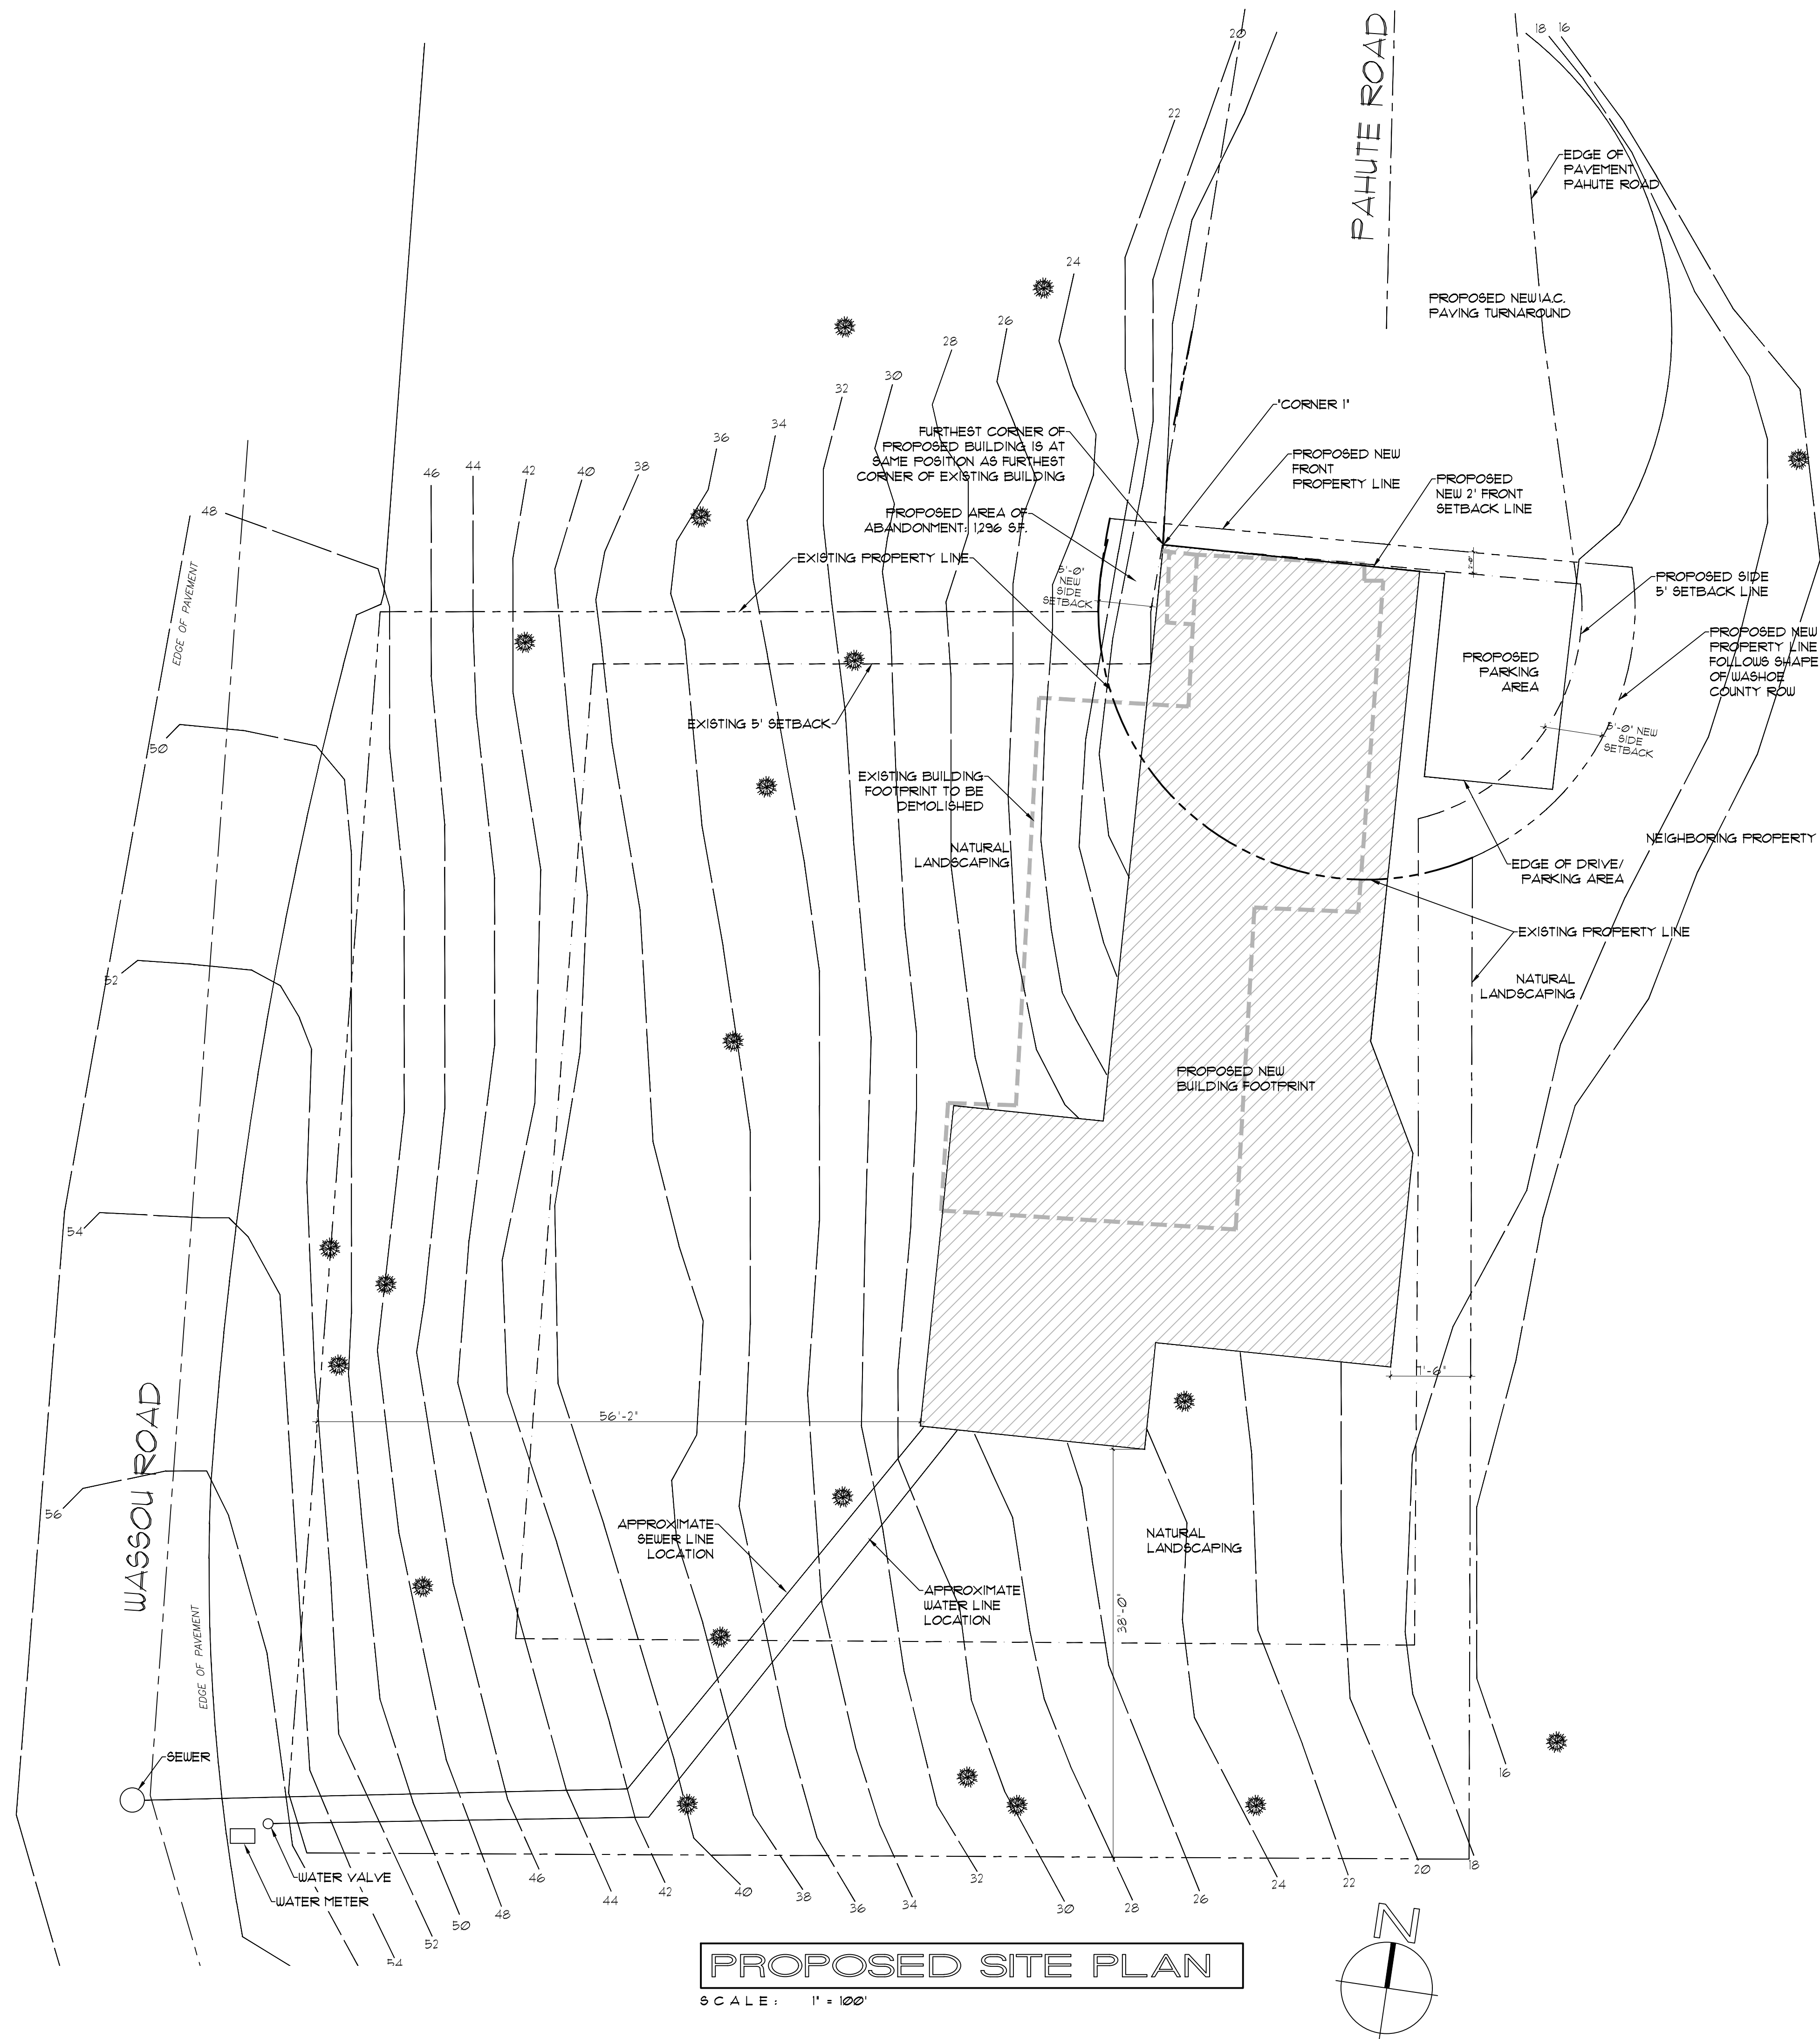 20
18 16
PAHUTE ROAD
22
EDGE OF
PAVEMENT
PAHUTE ROAD
24
PROPOSED NEW A.C.
PAVING TURNAROUND
26
28
30
32
34
36
38
40
42
44
46
48
"CORNER 1"
FURTHEST CORNER OF
PROPOSED BUILDING IS AT
SAME POSITION AS FURTHEST
CORNER OF EXISTING BUILDING
PROPOSED NEW
FRONT
PROPERTY LINE
PROPOSED
NEW 2' FRONT
SETBACK LINE
PROPOSED AREA OF
ABANDONMENT: 1,296 S.F.
EXISTING PROPERTY LINE
5'-0"
NEW
SIDE
SETBACK
PROPOSED SIDE
5' SETBACK LINE
EDGE OF PAVEMENT
PROPOSED NEW
PROPERTY LINE
FOLLOWS SHAPE
OF WASHOE
COUNTY ROW
PROPOSED
PARKING
AREA
EXISTING 5' SETBACK
5'-0" NEW
SIDE
SETBACK
50
EXISTING BUILDING
FOOTPRINT TO BE
DEMOLISHED
NEIGHBORING PROPERTY
NATURAL
LANDSCAPING
EDGE OF DRIVE/
PARKING AREA
EXISTING PROPERTY LINE
52
NATURAL
LANDSCAPING
PROPOSED NEW
BUILDING FOOTPRINT
54
WASSOU ROAD
56'-2"
56
APPROXIMATE
SEWER LINE
LOCATION
NATURAL
LANDSCAPING
APPROXIMATE
WATER LINE
LOCATION
38'-0"
EDGE OF PAVEMENT
SEWER
16
WATER VALVE
WATER METER
54
52
50
48
46
44
42
40
38
36
34
32
30
28
26
24
22
20
18
N
PROPOSED SITE PLAN
SCALE: 1" = 100'